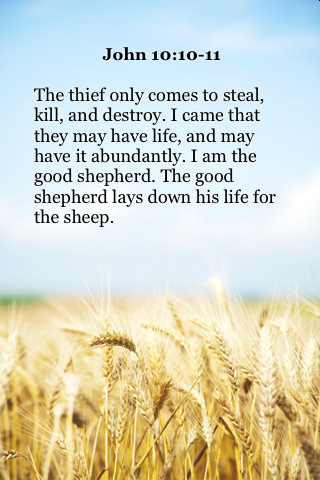 John 10:10-11
The thief only comes to steal,
kill, and destroy. I came that
they may have life, and may
have it abundantly. I am the
good shepherd. The good
shepherd lays down his life for
the sheep.